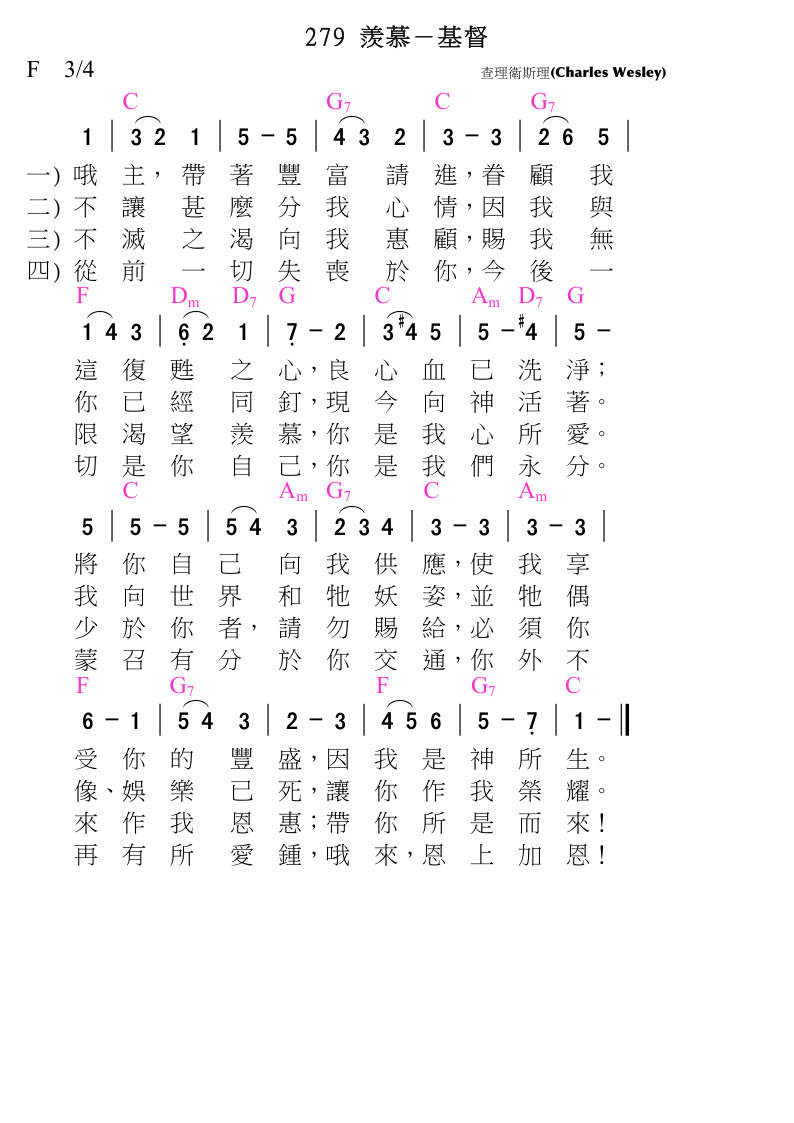 279 羨慕－基督
F 3/4 查理衛斯理(Charles Wesley)
C G7 C G7
1 | 3 2 1 | 5 - 5 | 4 3 2 | 3 - 3 | 2 6 5 |
一) 哦主，帶著豐富請進，眷顧我
二) 不讓甚麼分我心情，因我與
三) 不滅之渴向我惠顧，賜我無
四) 從前一切失喪於你，今後一
F Dm D7 G C Am D7 G
1 4 3 | 6̣ 2 1 | 7̣ - 2 | 3 #4 5 | 5 - #4 | 5 -
這復甦之心，良心血已洗淨；
你已經同釘，現今向神活著。
限渴望羨慕，你是我心所愛。
切是你自己，你是我們永分。
C Am G7 C Am
5 | 5 - 5 | 5 4 3 | 2 3 4 | 3 - 3 | 3 - 3 |
將你自己向我供應，使我享
我向世界和牠妖姿，並牠偶
少於你者，請勿賜給，必須你
蒙召有分於你交通，你外不
F G7 F G7 C
6 - 1 | 5 4 3 | 2 - 3 | 4 5 6 | 5 - 7̣ | 1 - ‖
受你的豐盛，因我是神所生。
像、娛樂已死，讓你作我榮耀。
來作我恩惠；帶你所是而來！
再有所愛鍾，哦來，恩上加恩！